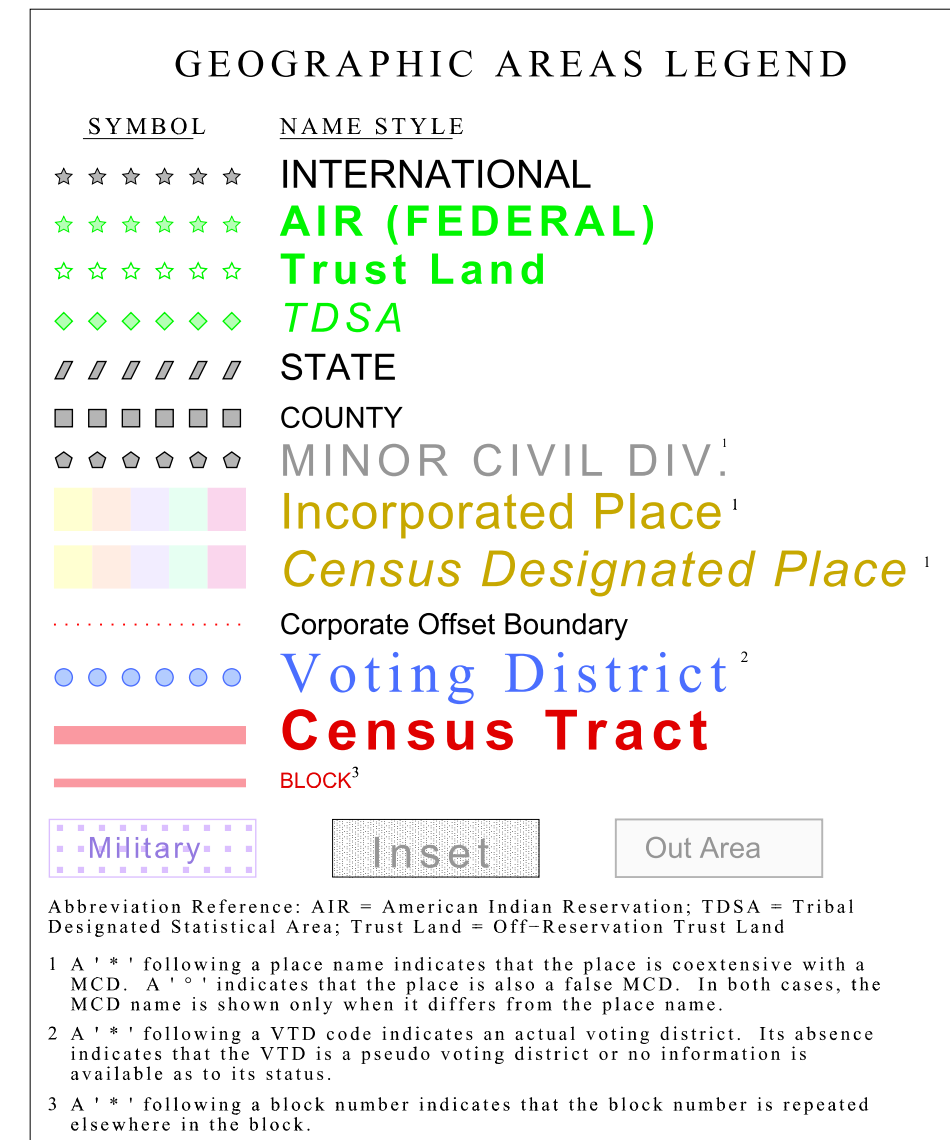 GEOGRAPHIC AREAS LEGEND
SYMBOL NAME STYLE
INTERNATIONAL
AIR (FEDERAL)
Trust Land
TDSA
STATE
COUNTY
MINOR CIVIL DIV.1
Incorporated Place 1
Census Designated Place 1
Corporate Offset Boundary
Voting District 2
Census Tract
BLOCK3
Military Inset Out Area
Abbreviation Reference: AIR = American Indian Reservation; TDSA = Tribal
Designated Statistical Area; Trust Land = Off−Reservation Trust Land
1 A ' * ' following a place name indicates that the place is coextensive with a
MCD. A ' ° ' indicates that the place is also a false MCD. In both cases, the
MCD name is shown only when it differs from the place name.
2 A ' * ' following a VTD code indicates an actual voting district. Its absence
indicates that the VTD is a pseudo voting district or no information is
available as to its status.
3 A ' * ' following a block number indicates that the block number is repeated
elsewhere in the block.